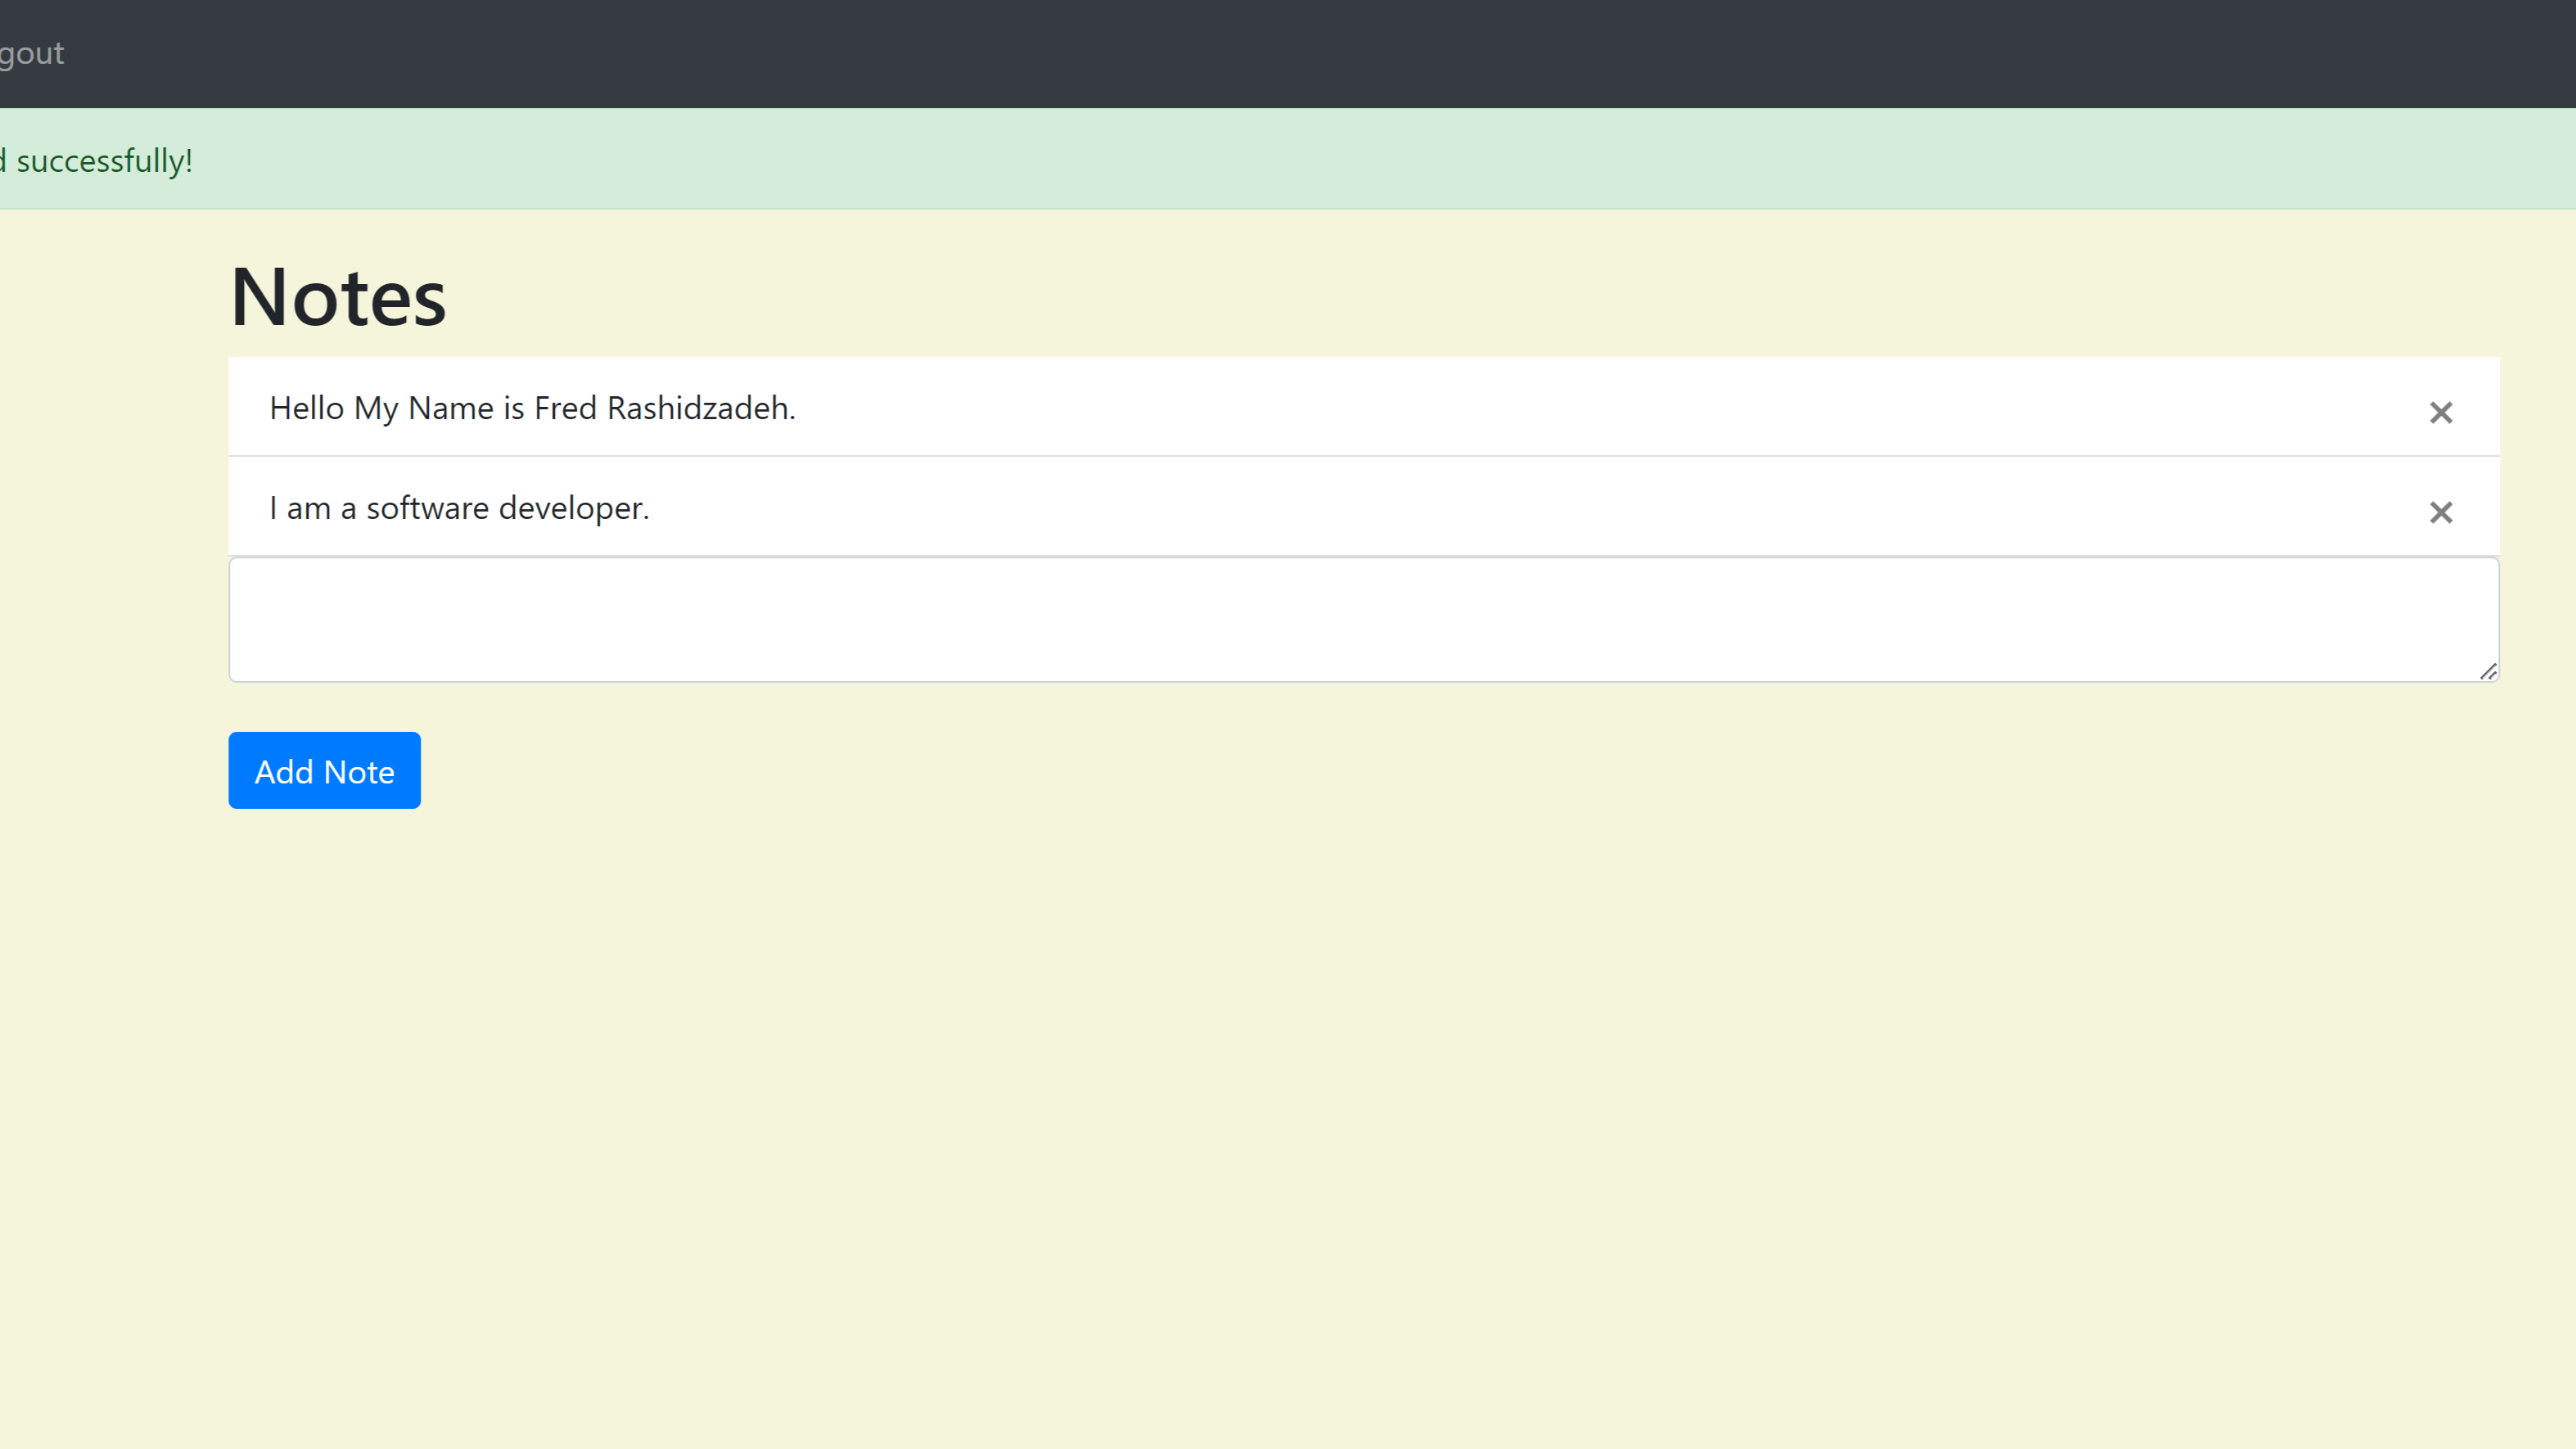 gout
d successfully!
Notes
Hello My Name is Fred Rashidzadeh.
I am a software developer.
Add Note